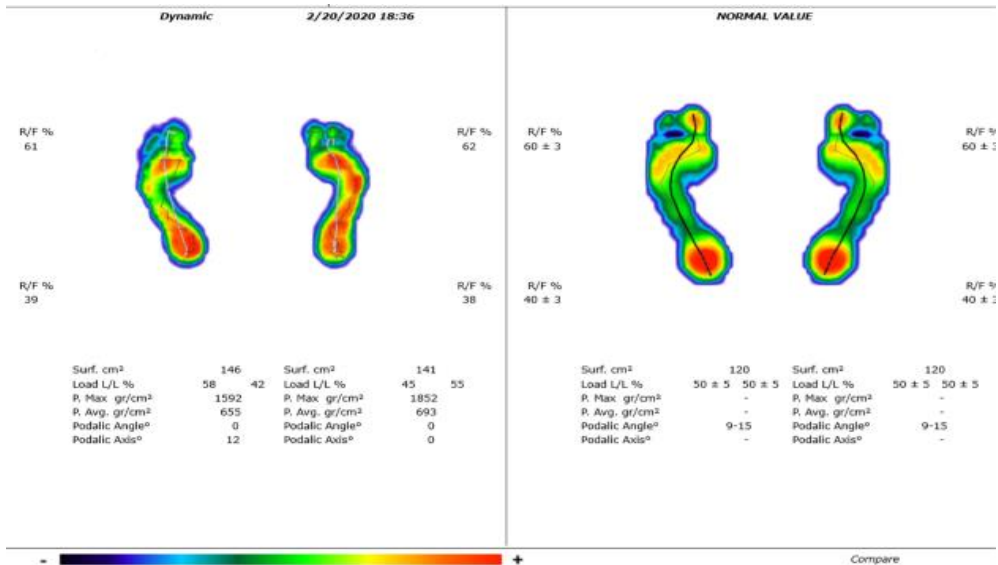 Dynamic 2/20/2020 18:36 NORMAL VALUE
R/F % R/F % R/F % R/F %
61 62 60 ± 3 60 ± 3
R/F % R/F % R/F % R/F %
39 38 40 ± 3 40 ± 3
Surf. cm² 146 Surf. cm² 141 Surf. cm² 120 Surf. cm² 120
Load L/L % 58 42 Load L/L % 45 55 Load L/L % 50 ± 5 50 ± 5 Load L/L % 50 ± 5 50 ± 5
P. Max gr/cm² 1592 P. Max gr/cm² 1852 P. Max gr/cm² - P. Max gr/cm² -
P. Avg. gr/cm² 655 P. Avg. gr/cm² 693 P. Avg. gr/cm² - P. Avg. gr/cm² -
Podalic Angle° 0 Podalic Angle° 0 Podalic Angle° 9-15 Podalic Angle° 9-15
Podalic Axis° 12 Podalic Axis° 0 Podalic Axis° - Podalic Axis° -
- + Compare